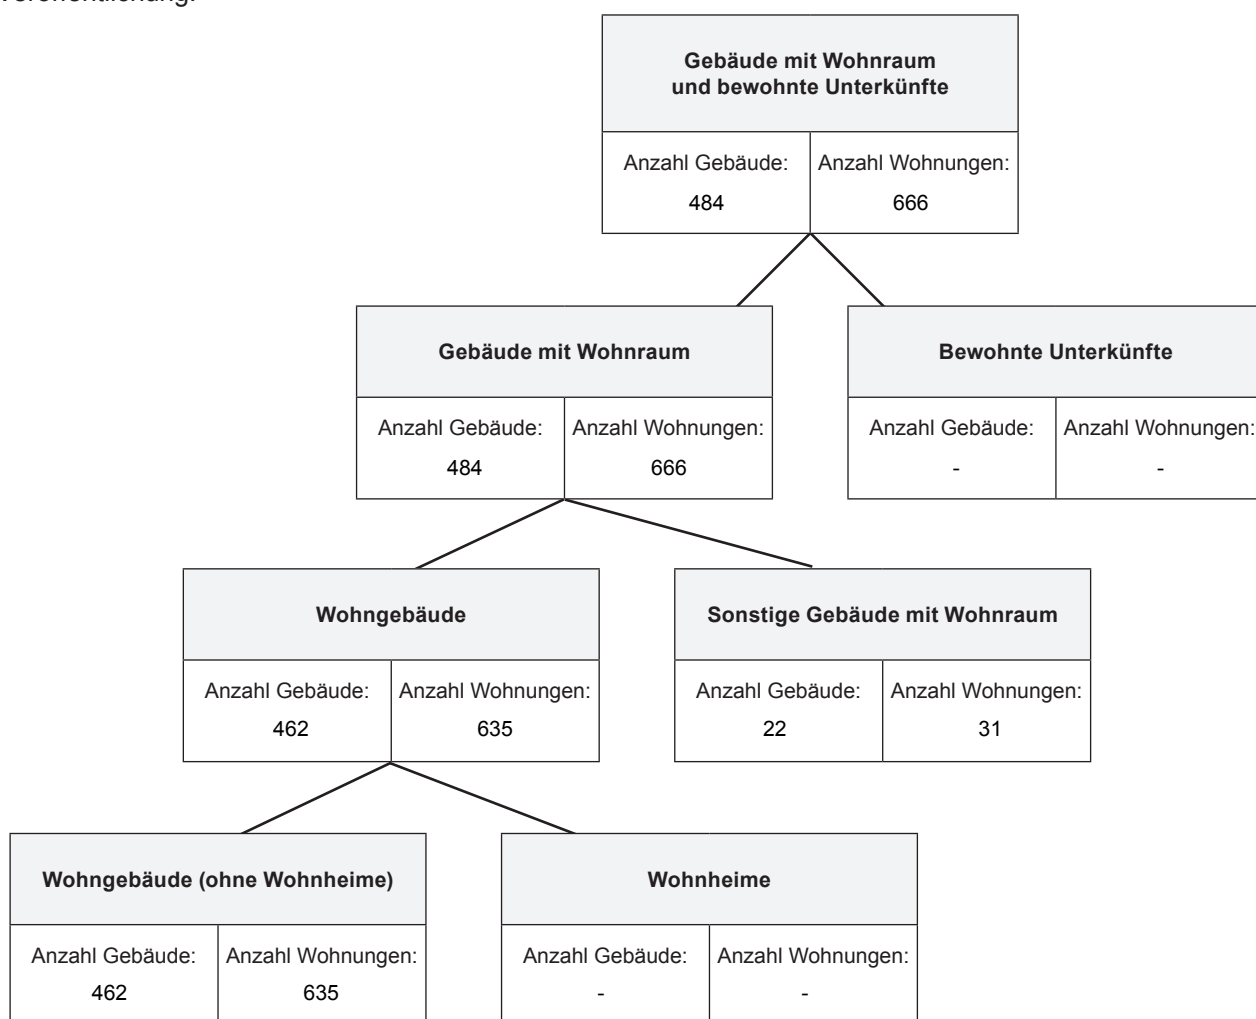 Veröffentlichung.
Gebäude mit Wohnraum
und bewohnte Unterkünfte
Anzahl Gebäude:
484
Anzahl Wohnungen:
666
Gebäude mit Wohnraum
Anzahl Gebäude:
484
Anzahl Wohnungen:
666
Bewohnte Unterkünfte
Anzahl Gebäude:
-
Anzahl Wohnungen:
-
Wohngebäude
Anzahl Gebäude:
462
Anzahl Wohnungen:
635
Sonstige Gebäude mit Wohnraum
Anzahl Gebäude:
22
Anzahl Wohnungen:
31
Wohngebäude (ohne Wohnheime)
Anzahl Gebäude:
462
Anzahl Wohnungen:
635
Wohnheime
Anzahl Gebäude:
-
Anzahl Wohnungen:
-